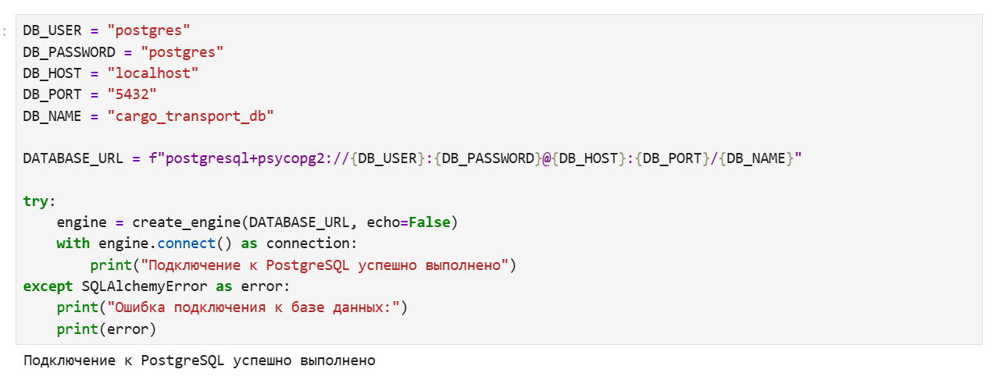 :
DB_USER = "postgres"
DB_PASSWORD = "postgres"
DB_HOST = "localhost"
DB_PORT = "5432"
DB_NAME = "cargo_transport_db"

DATABASE_URL = f"postgresql+psycopg2://{DB_USER}:{DB_PASSWORD}@{DB_HOST}:{DB_PORT}/{DB_NAME}"

try:
    engine = create_engine(DATABASE_URL, echo=False)
    with engine.connect() as connection:
        print("Подключение к PostgreSQL успешно выполнено")
except SQLAlchemyError as error:
    print("Ошибка подключения к базе данных:")
    print(error)
Подключение к PostgreSQL успешно выполнено